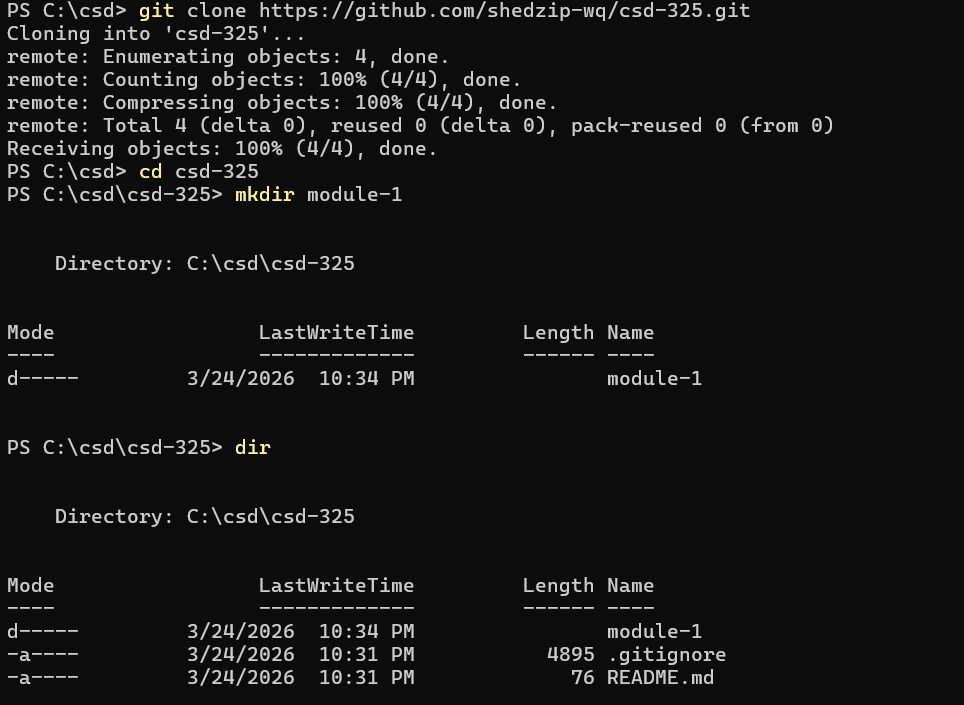 PS C:\csd> git clone https://github.com/shedzip-wq/csd-325.git
Cloning into 'csd-325'...
remote: Enumerating objects: 4, done.
remote: Counting objects: 100% (4/4), done.
remote: Compressing objects: 100% (4/4), done.
remote: Total 4 (delta 0), reused 0 (delta 0), pack-reused 0 (from 0)
Receiving objects: 100% (4/4), done.
PS C:\csd> cd csd-325
PS C:\csd\csd-325> mkdir module-1
    Directory: C:\csd\csd-325
Mode                 LastWriteTime         Length Name
----                 -------------         ------ ----
d-----         3/24/2026  10:34 PM                module-1
PS C:\csd\csd-325> dir
    Directory: C:\csd\csd-325
Mode                 LastWriteTime         Length Name
----                 -------------         ------ ----
d-----         3/24/2026  10:34 PM                module-1
-a----         3/24/2026  10:31 PM           4895 .gitignore
-a----         3/24/2026  10:31 PM             76 README.md